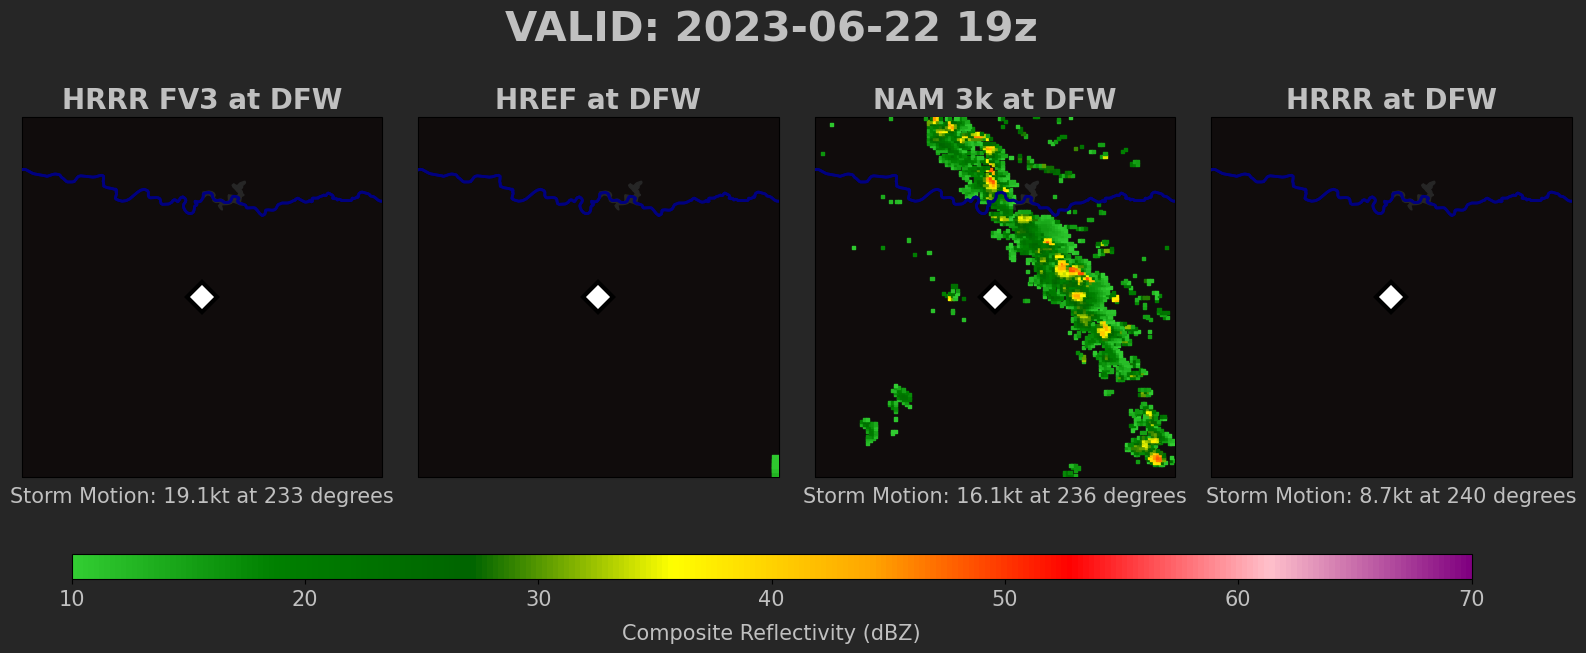 VALID: 2023-06-22 19z
HRRR FV3 at DFW
HREF at DFW
NAM 3k at DFW
HRRR at DFW
Storm Motion: 19.1kt at 233 degrees
Storm Motion: 16.1kt at 236 degrees
Storm Motion: 8.7kt at 240 degrees
10 20 30 40 50 60 70
Composite Reflectivity (dBZ)